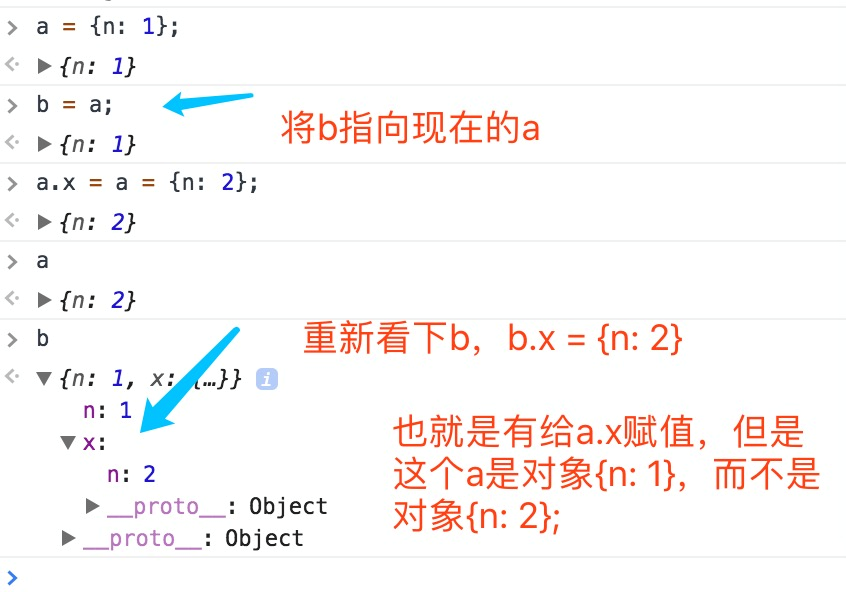 > a = {n: 1};
<· ▶{n: 1}
> b = a;
将b指向现在的a
<· ▶{n: 1}
> a.x = a = {n: 2};
<· ▶{n: 2}
> a
<· ▶{n: 2}
> b
重新看下b，b.x = {n: 2}
<· ▼{n: 1, x: {…}} i
n: 1
▼x:
n: 2
▶__proto__: Object
▶__proto__: Object
也就是有给a.x赋值，但是
这个a是对象{n: 1}，而不是
对象{n: 2};
>